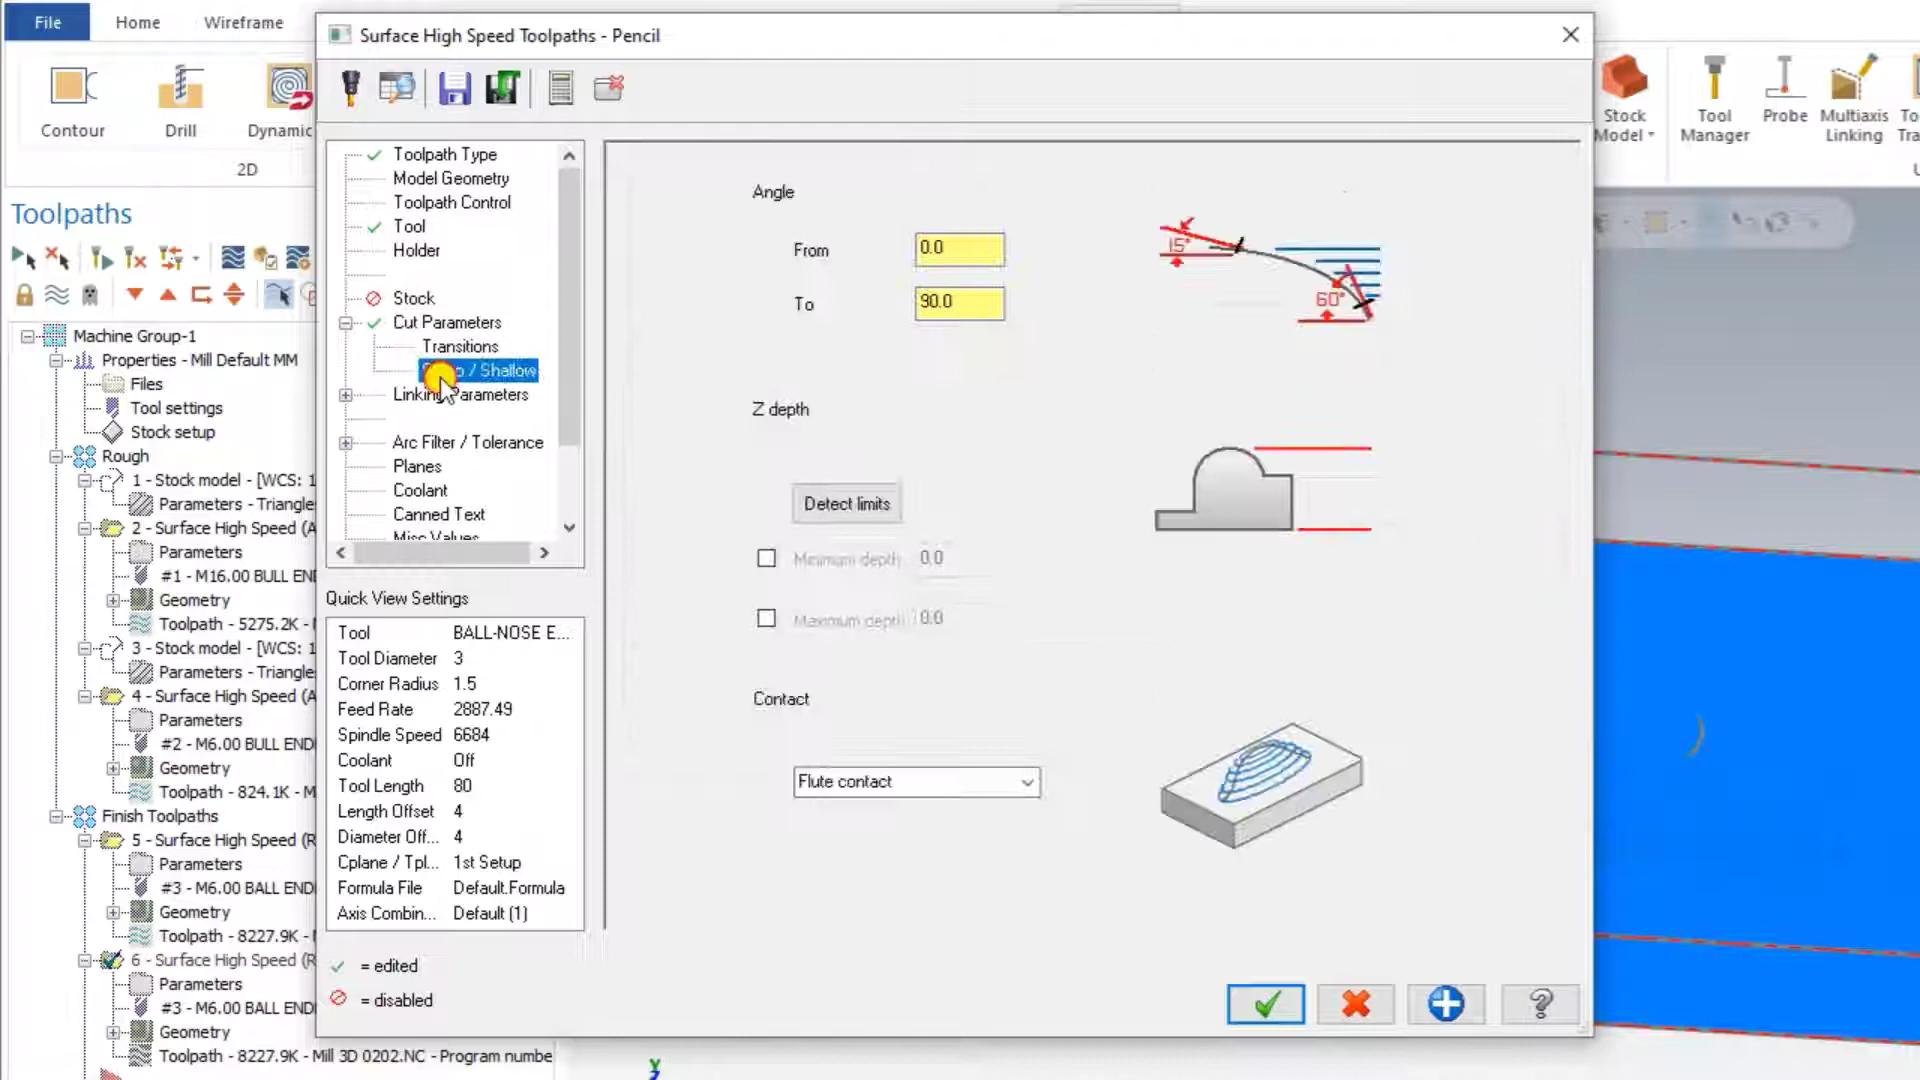 File
Home
Wireframe
Surface High Speed Toolpaths - Pencil
Contour
Drill
Dynamic
2D
Stock Model
Tool Manager
Probe
Multiaxis Linking
Toolpaths
Toolpath Type
Model Geometry
Toolpath Control
Tool
Holder
Stock
Cut Parameters
Transitions
/ Shallow
Linking Parameters
Arc Filter / Tolerance
Planes
Coolant
Canned Text
Misc Values
Machine Group-1
Properties - Mill Default MM
Files
Tool settings
Stock setup
Rough
1 - Stock model - [WCS: 1
Parameters - Triangle
2 - Surface High Speed (A
Parameters
#1 - M16.00 BULL END
Geometry
Toolpath - 5275.2K -
3 - Stock model - [WCS: 1
Parameters - Triangle
4 - Surface High Speed (A
Parameters
#2 - M6.00 BULL END
Geometry
Toolpath - 824.1K - M
Finish Toolpaths
5 - Surface High Speed (R
Parameters
#3 - M6.00 BALL END
Geometry
Toolpath - 8227.9K -
6 - Surface High Speed (R
Parameters
#3 - M6.00 BALL END
Geometry
Toolpath - 8227.9K - Mill 3D 0202.NC - Program numbe
Quick View Settings
Tool BALL-NOSE E...
Tool Diameter 3
Corner Radius 1.5
Feed Rate 2887.49
Spindle Speed 6684
Coolant Off
Tool Length 80
Length Offset 4
Diameter Off... 4
Cplane / Tpl... 1st Setup
Formula File Default.Formula
Axis Combin... Default (1)
= edited
= disabled
Angle
From 0.0
To 90.0
15°
60°
Z depth
Detect limits
Minimum depth 0.0
Maximum depth 0.0
Contact
Flute contact
Y